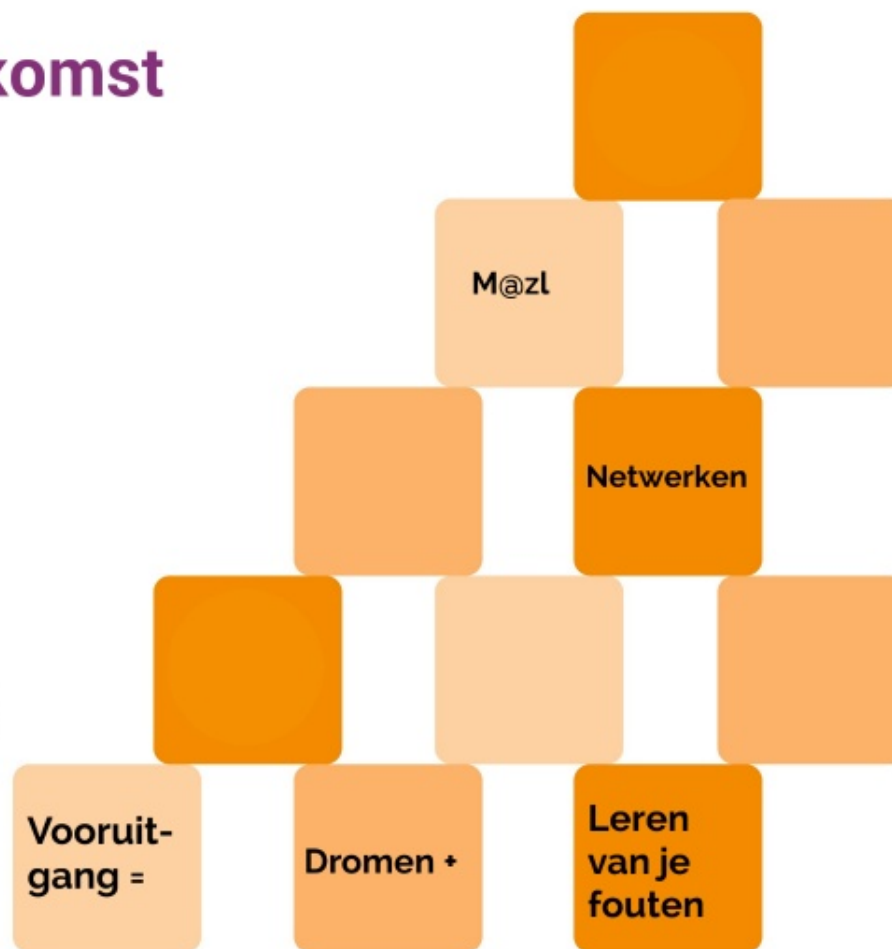 komst
M@zl
Netwerken
Vooruit-
gang =
Dromen +
Leren
van je
fouten